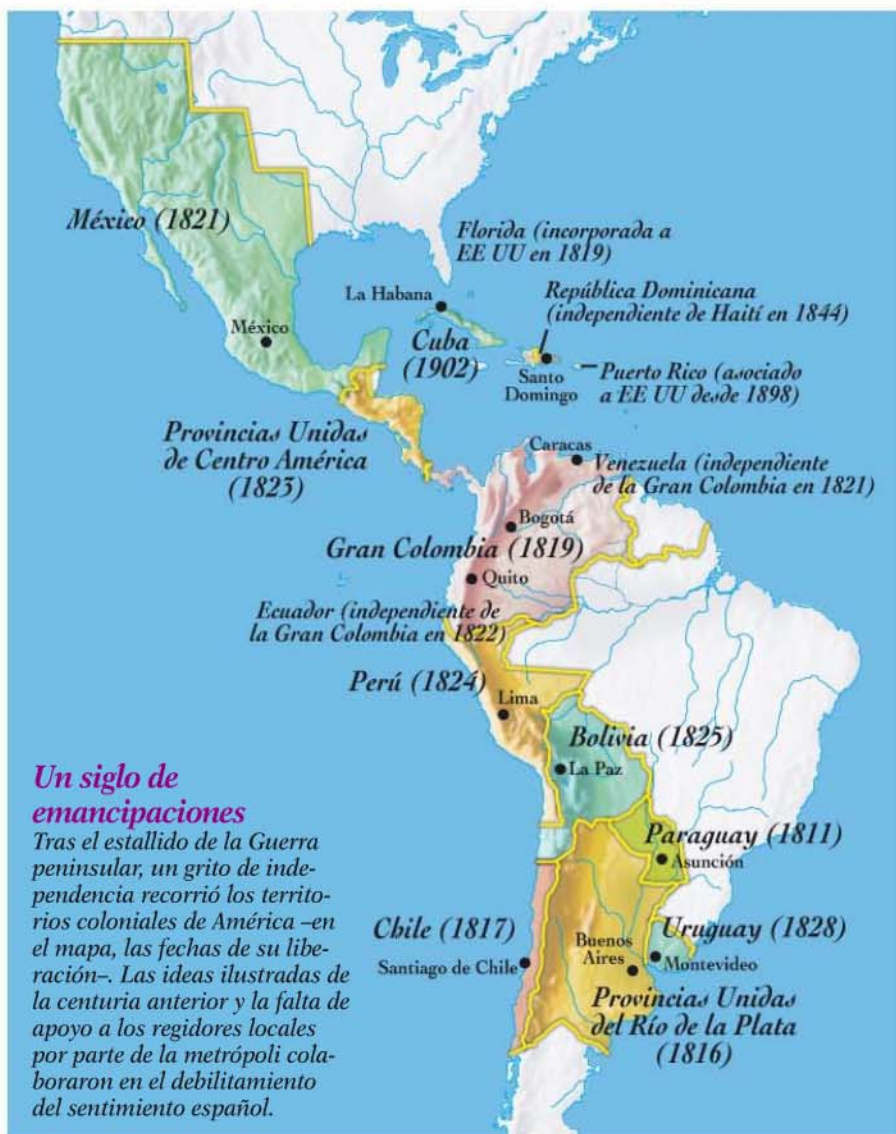 México (1821)
México
Florida (incorporada a
EE UU en 1819)
La Habana
Cuba
(1902)
República Dominicana
(independiente de Haití en 1844)
Santo
Domingo
Puerto Rico (asociado
a EE UU desde 1898)
Provincias Unidas
de Centro América
(1823)
Caracas
Venezuela (independiente
de la Gran Colombia en 1821)
Bogotá
Gran Colombia (1819)
Quito
Ecuador (independiente de
la Gran Colombia en 1822)
Perú (1824)
Lima
Bolivia (1825)
La Paz
Paraguay (1811)
Asunción
Chile (1817)
Santiago de Chile
Uruguay (1828)
Montevideo
Buenos
Aires
Provincias Unidas
del Río de la Plata
(1816)
Un siglo de
emancipaciones
Tras el estallido de la Guerra
peninsular, un grito de inde-
pendencia recorrió los territo-
rios coloniales de América –en
el mapa, las fechas de su libe-
ración–. Las ideas ilustradas de
la centuria anterior y la falta de
apoyo a los regidores locales
por parte de la metrópoli cola-
boraron en el debilitamiento
del sentimiento español.